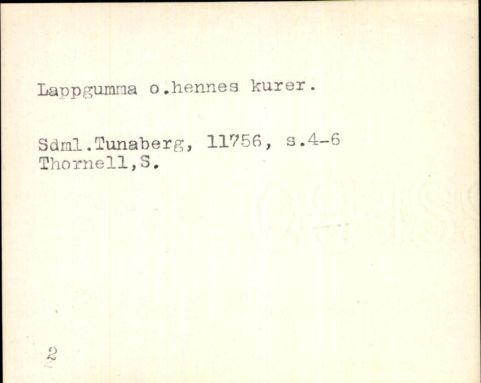 Lappgumma o.hennes kurer.
Sdml.Tunaberg, 11756, s.4-6
Thornell,S.
2